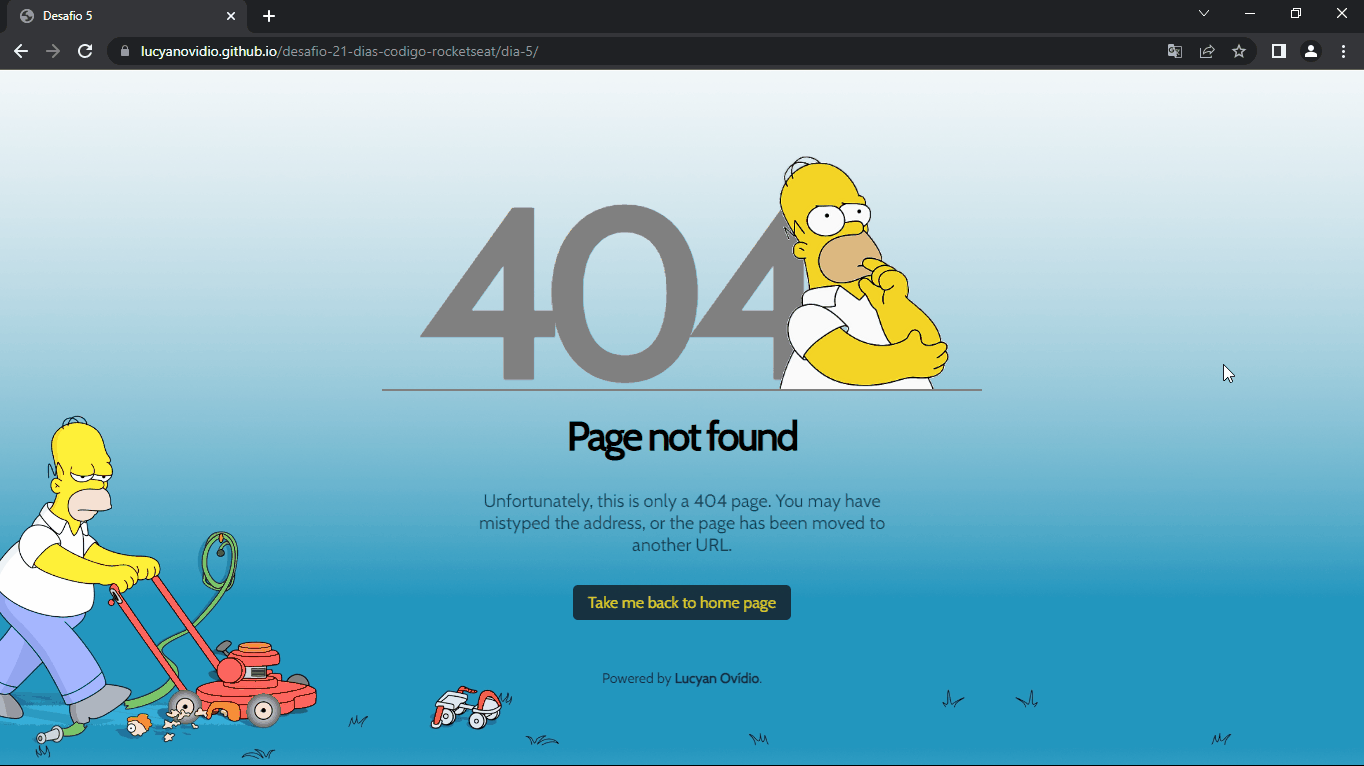 Desafio 5
lucyanovidio.github.io/desafio-21-dias-codigo-rocketseat/dia-5/
404
Page not found
Unfortunately, this is only a 404 page. You may have
mistyped the address, or the page has been moved to
another URL.
Take me back to home page
Powered by Lucyan Ovídio.